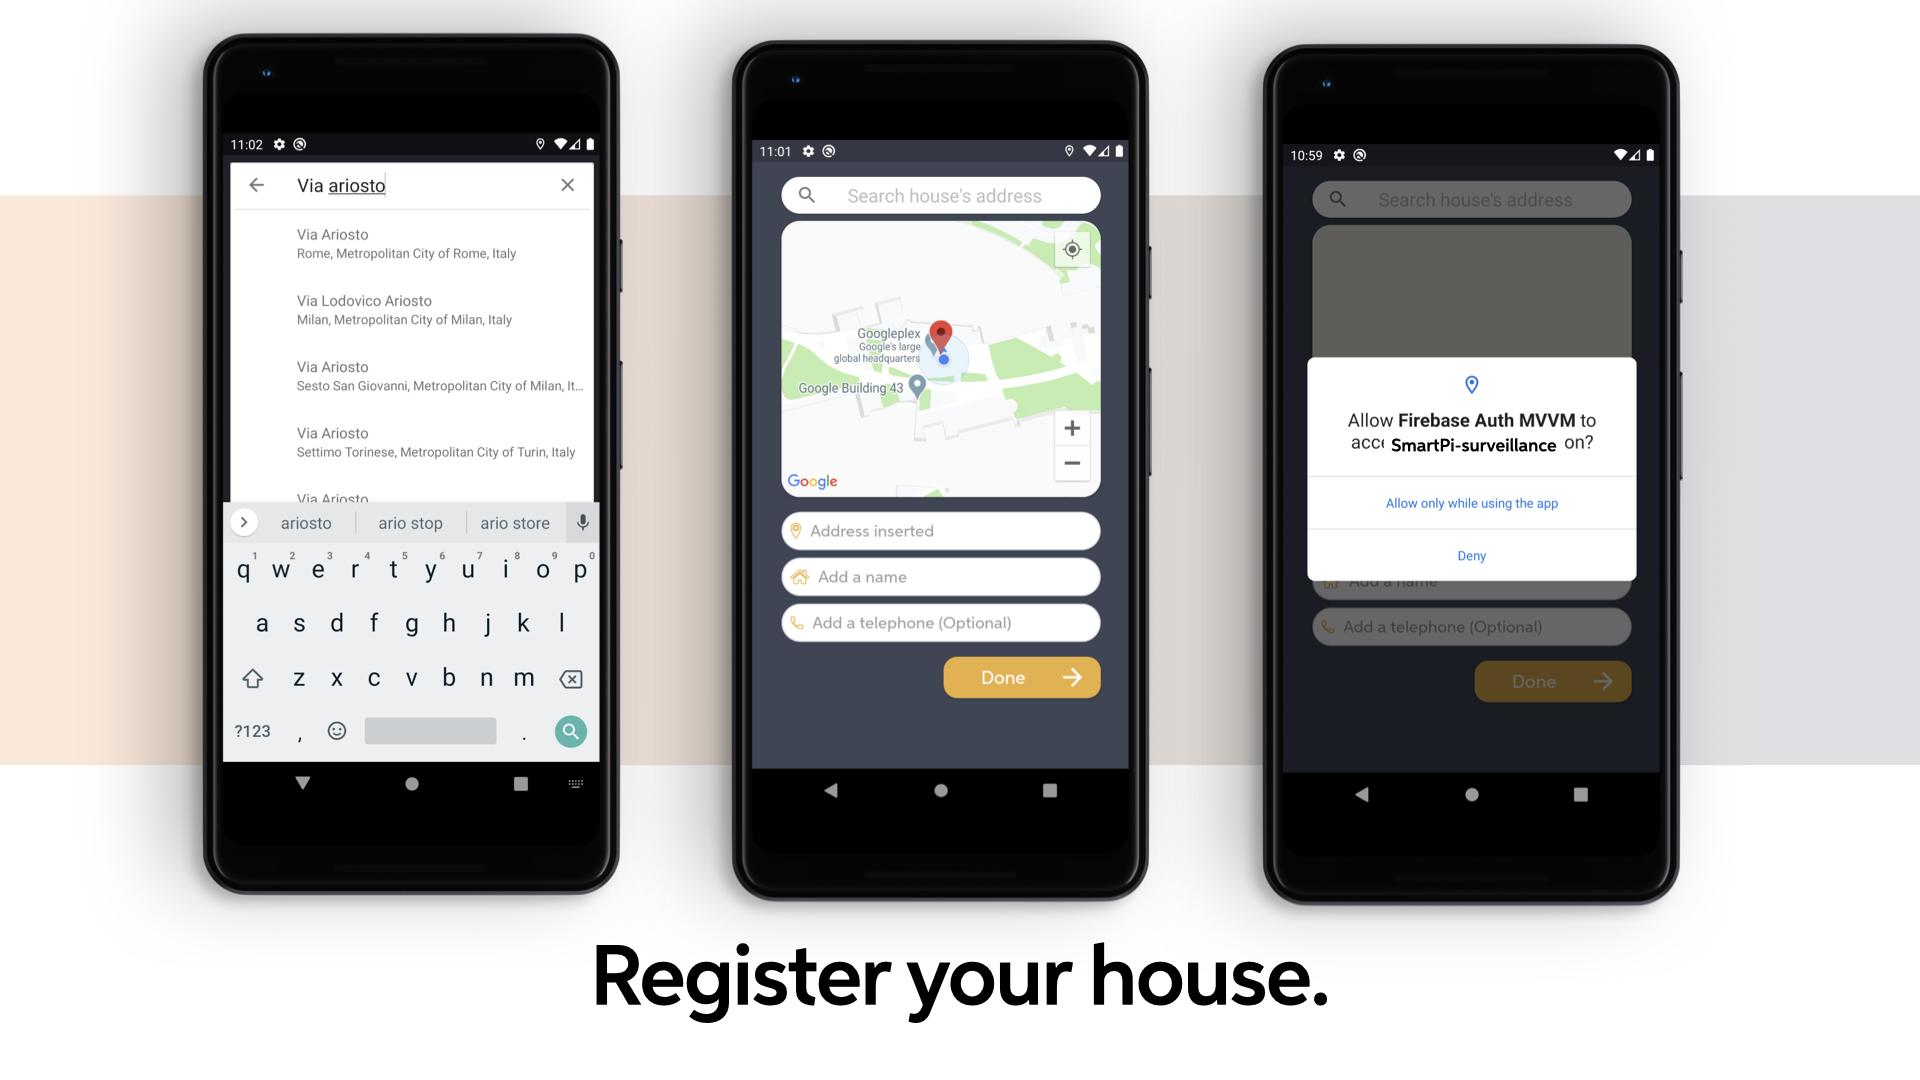 11:02
Via ariosto
Via Ariosto
Rome, Metropolitan City of Rome, Italy
Via Lodovico Ariosto
Milan, Metropolitan City of Milan, Italy
Via Ariosto
Sesto San Giovanni, Metropolitan City of Milan, It...
Via Ariosto
Settimo Torinese, Metropolitan City of Turin, Italy
Via Ariosto
ariosto ario stop ario store
1 2 3 4 5 6 7 8 9 0
q w e r t y u i o p
a s d f g h j k l
z x c v b n m
?123 , .
11:01
Search house's address
Googleplex
Google's large
global headquarters
Google Building 43
+
−
Google
Address inserted
Add a name
Add a telephone (Optional)
Done
10:59
Search house's address
Allow Firebase Auth MVVM to
acce SmartPi-surveillance on?
Allow only while using the app
Deny
Add a name
Add a telephone (Optional)
Done
Register your house.